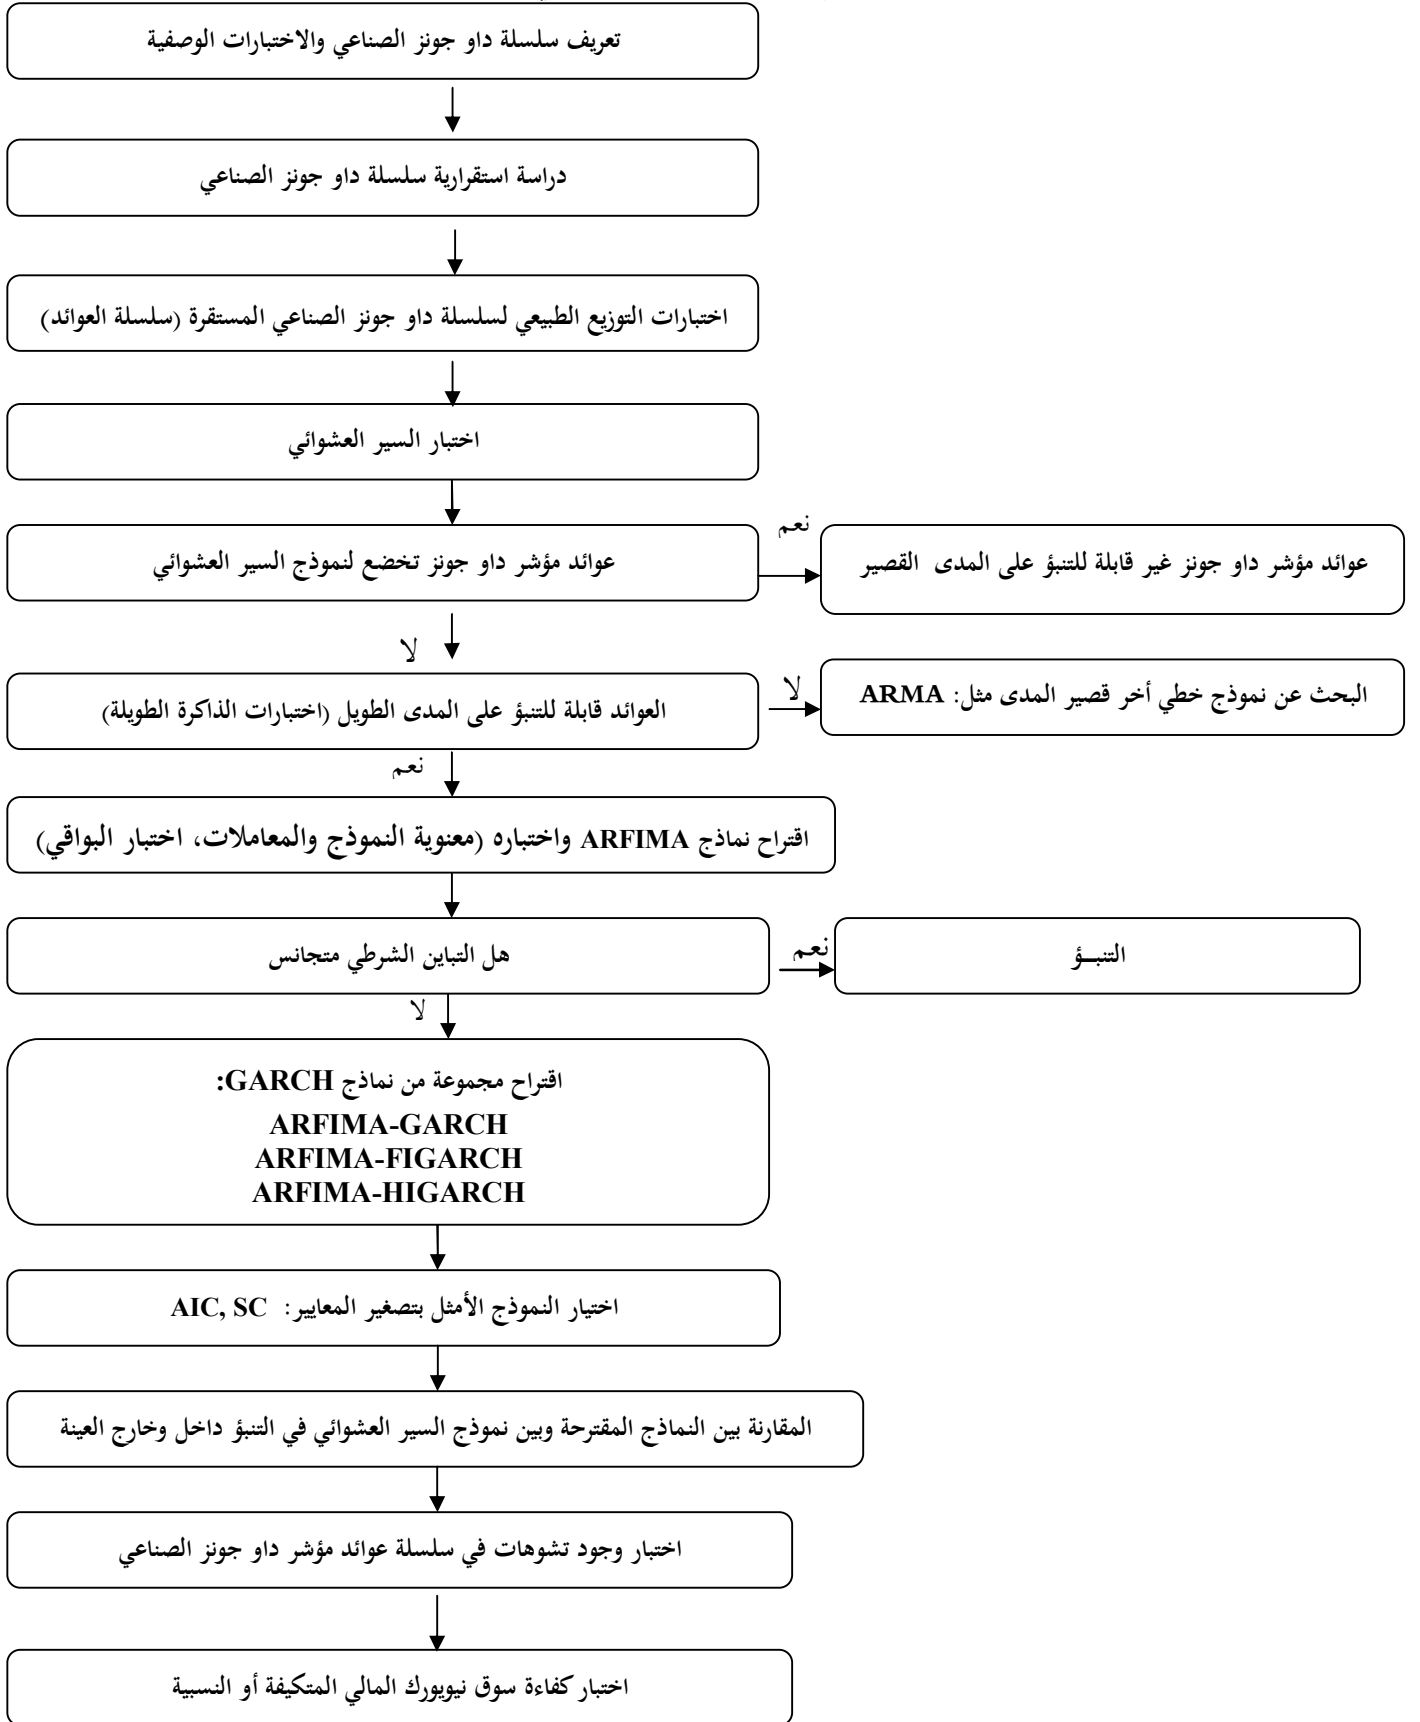 تعريف سلسلة داو جونز الصناعي والاختبارات الوصفية
دراسة استقرارية سلسلة داو جونز الصناعي
اختبارات التوزيع الطبيعي لسلسلة داو جونز الصناعي المستقرة (سلسلة العوائد)
اختبار السير العشوائي
عوائد مؤشر داو جونز تخضع لنموذج السير العشوائي
نعم
عوائد مؤشر داو جونز غير قابلة للتنبؤ على المدى القصير
لا
العوائد قابلة للتنبؤ على المدى الطويل (اختبارات الذاكرة الطويلة)
لا
البحث عن نموذج خطي أخر قصير المدى مثل: ARMA
نعم
اقتراح نماذج ARFIMA واختباره (معنوية النموذج والمعاملات، اختبار البواقي)
هل التباين الشرطي متجانس
نعم
التنبـؤ
لا
اقتراح مجموعة من نماذج GARCH:
ARFIMA-GARCH
ARFIMA-FIGARCH
ARFIMA-HIGARCH
اختيار النموذج الأمثل بتصغير المعايير: AIC, SC
المقارنة بين النماذج المقترحة وبين نموذج السير العشوائي في التنبؤ داخل وخارج العينة
اختبار وجود تشوهات في سلسلة عوائد مؤشر داو جونز الصناعي
اختبار كفاءة سوق نيويورك المالي المتكيفة أو النسبية